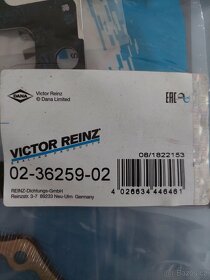 DANA
Victor Reinz
© Dana Limited
EAC
VICTOR REINZ
08/1822153
02-36259-02
REINZ-Dichtungs-GmbH
Reinzstr. 3-7 89233 Neu-Ulm Germany
4 026634 446461